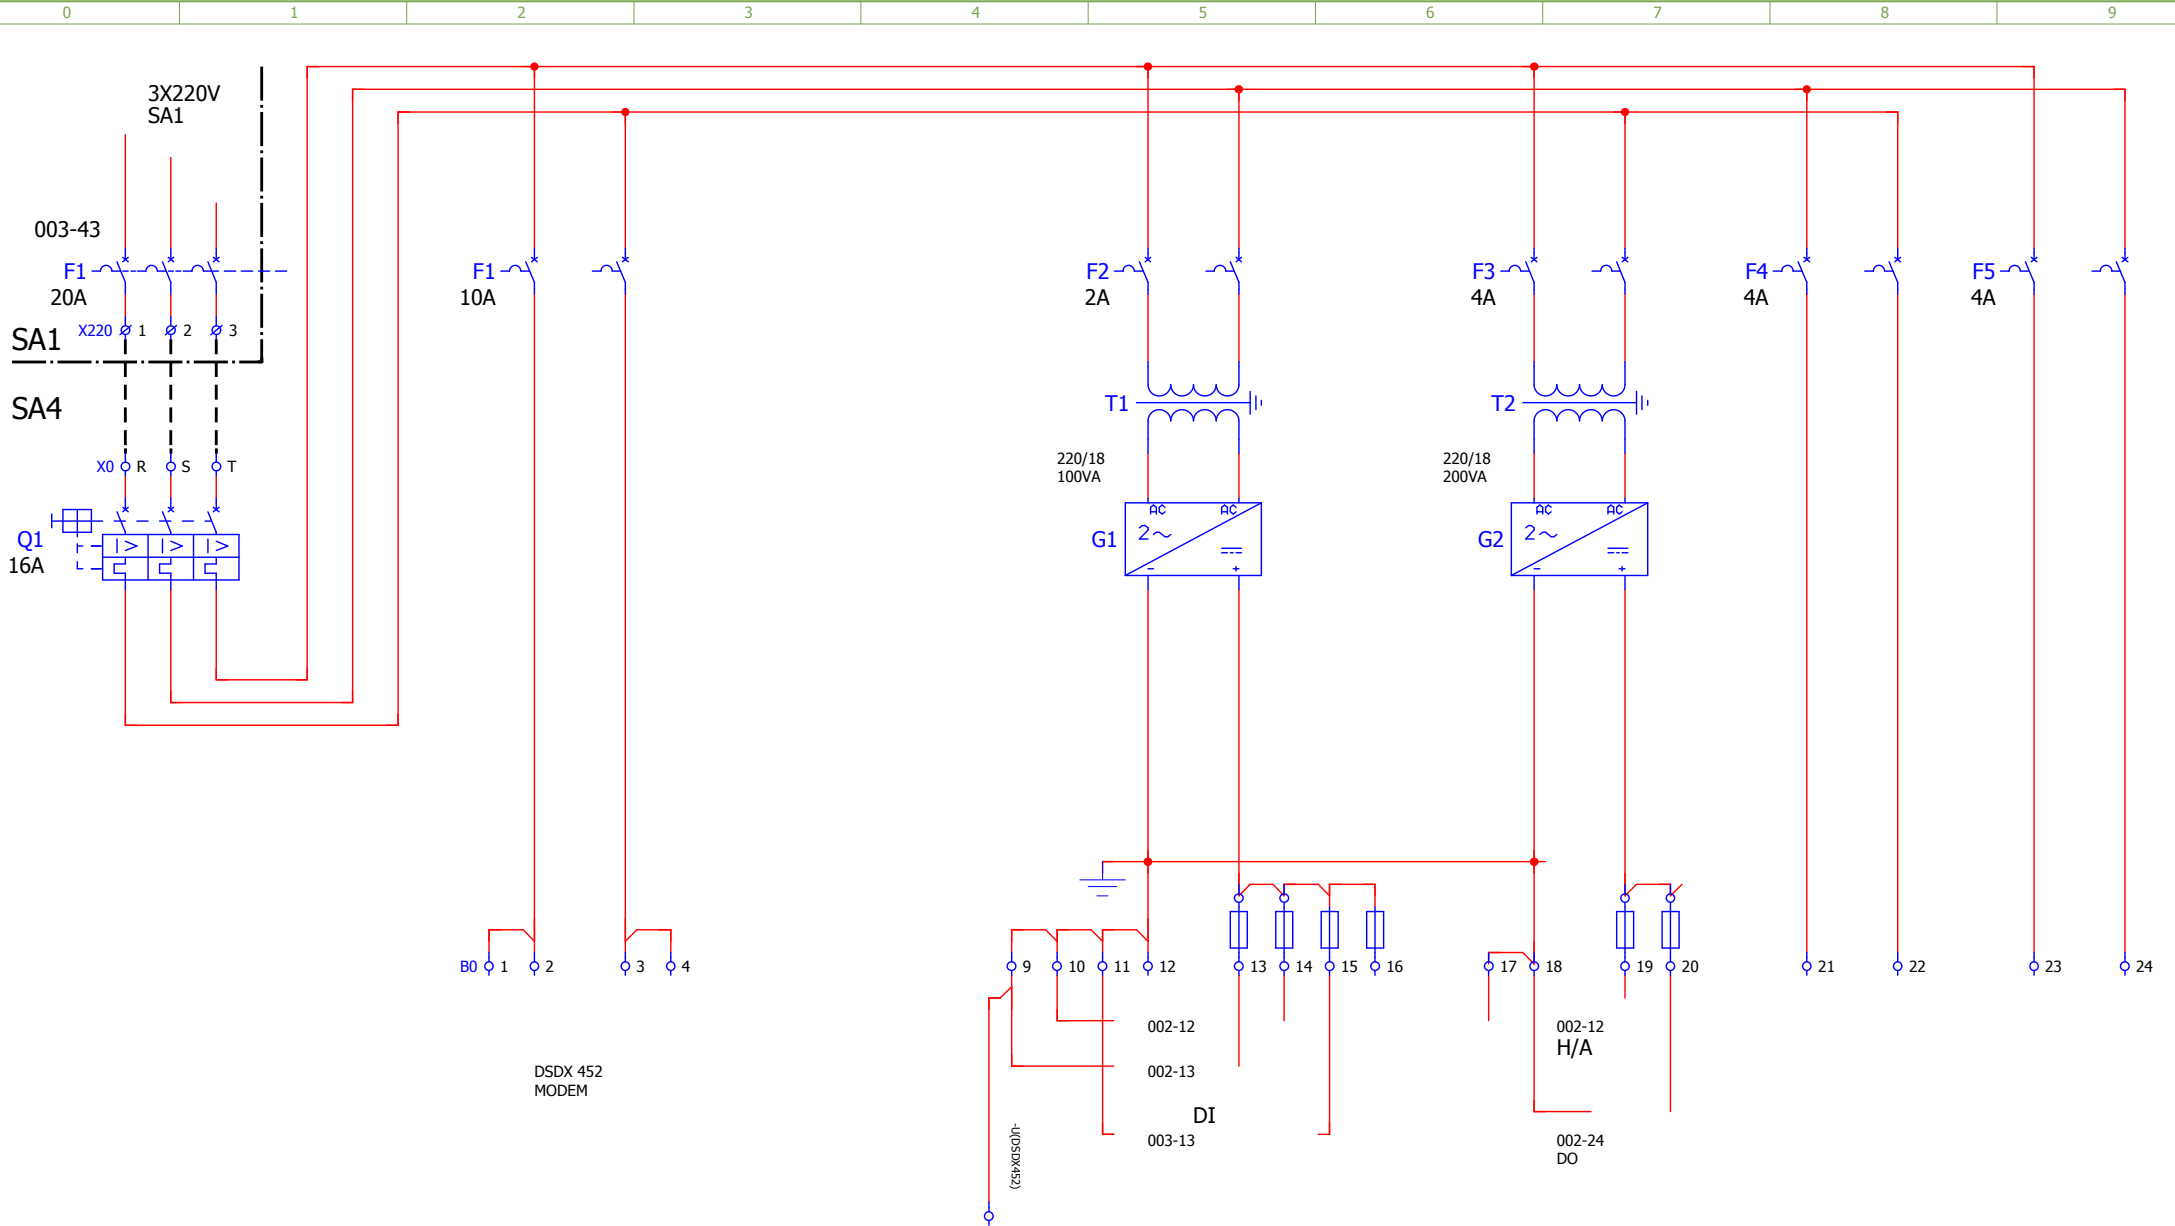 0 1 2 3 4 5 6 7 8 9
3X220V
SA1
003-43
F1
20A
F1
10A
F2
2A
F3
4A
F4
4A
F5
4A
X220 1 2 3
SA1
SA4
T1
T2
220/18
100VA
220/18
200VA
X0 R S T
Q1
16A
I> I> I>
AC AC
G1
2~
- +
AC AC
G2
2~
- +
B0 1 2 3 4 9 10 11 12 13 14 15 16 17 18 19 20 21 22 23 24
002-12
002-12
H/A
DSDX 452
MODEM
002-13
DI
003-13
002-24
DO
-U(DSDX452)